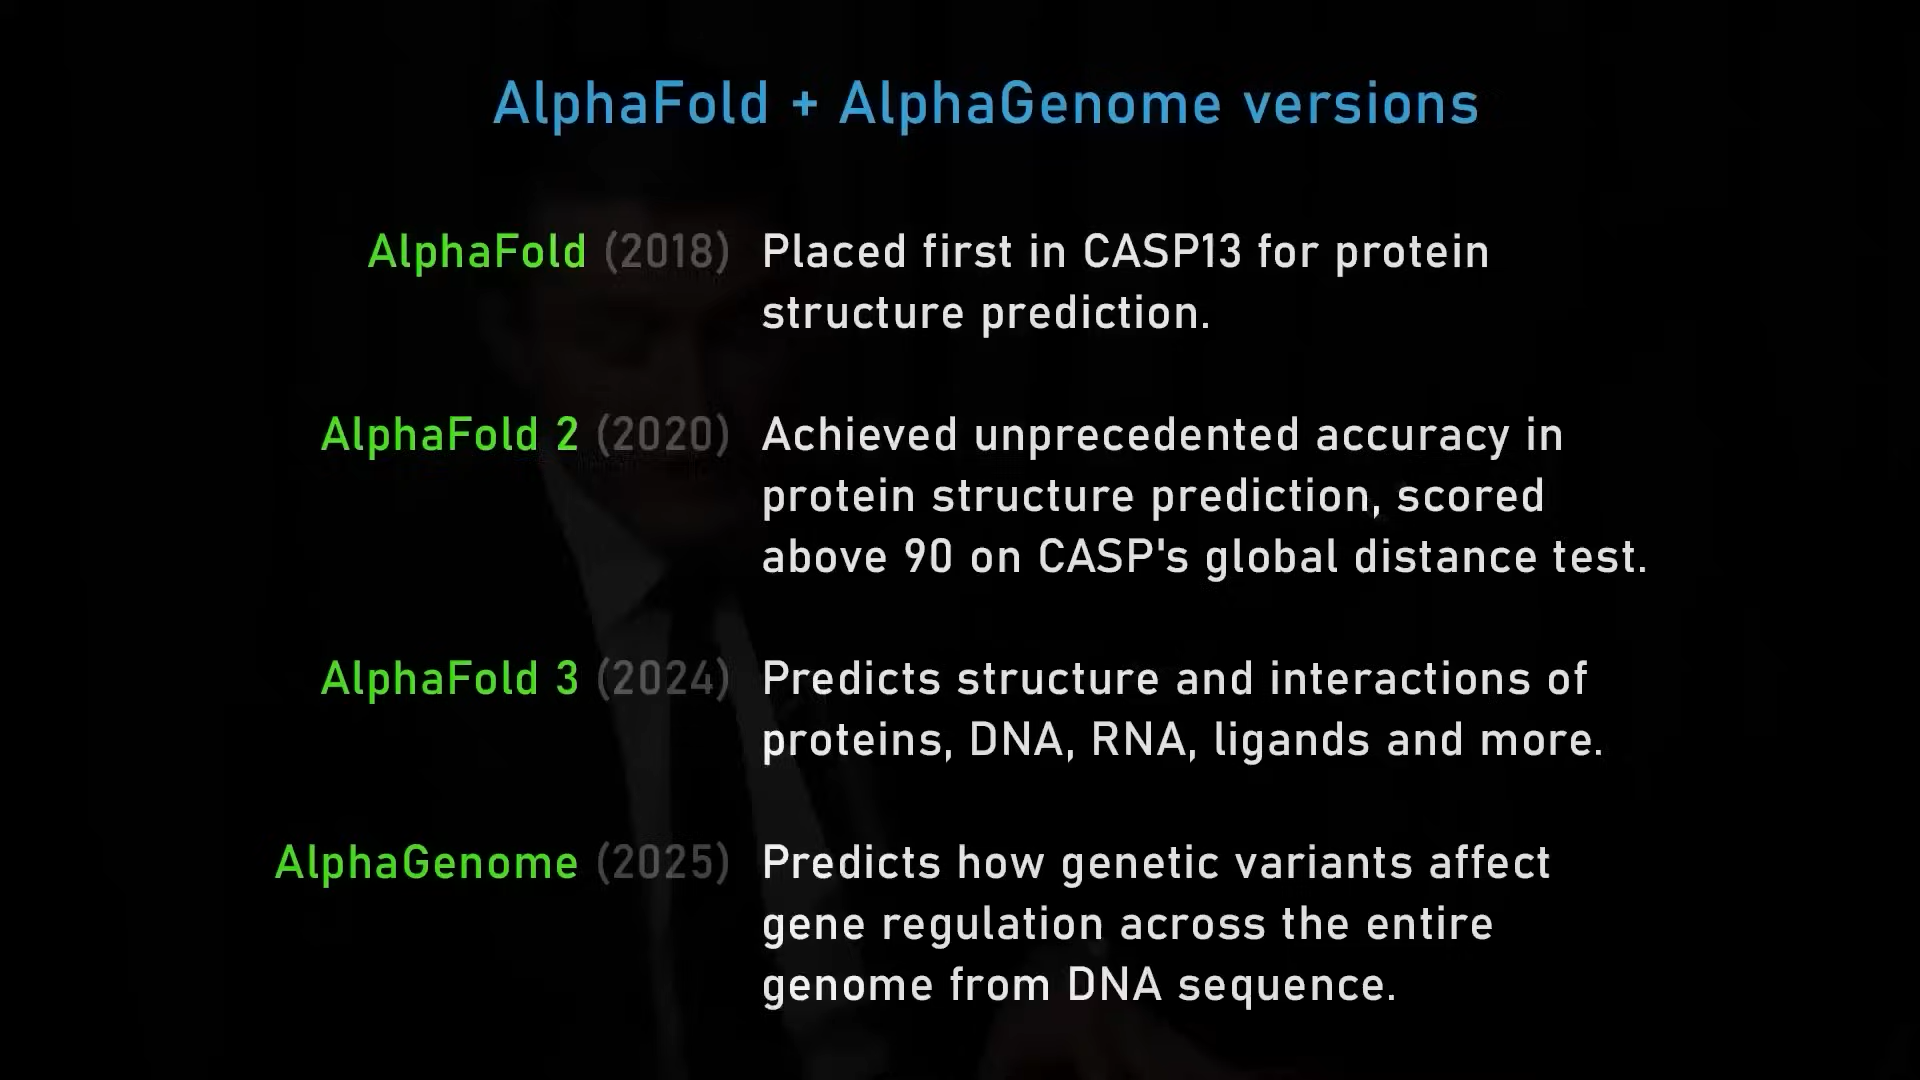 AlphaFold + AlphaGenome versions
AlphaFold (2018) Placed first in CASP13 for protein
structure prediction.
AlphaFold 2 (2020) Achieved unprecedented accuracy in
protein structure prediction, scored
above 90 on CASP's global distance test.
AlphaFold 3 (2024) Predicts structure and interactions of
proteins, DNA, RNA, ligands and more.
AlphaGenome (2025) Predicts how genetic variants affect
gene regulation across the entire
genome from DNA sequence.